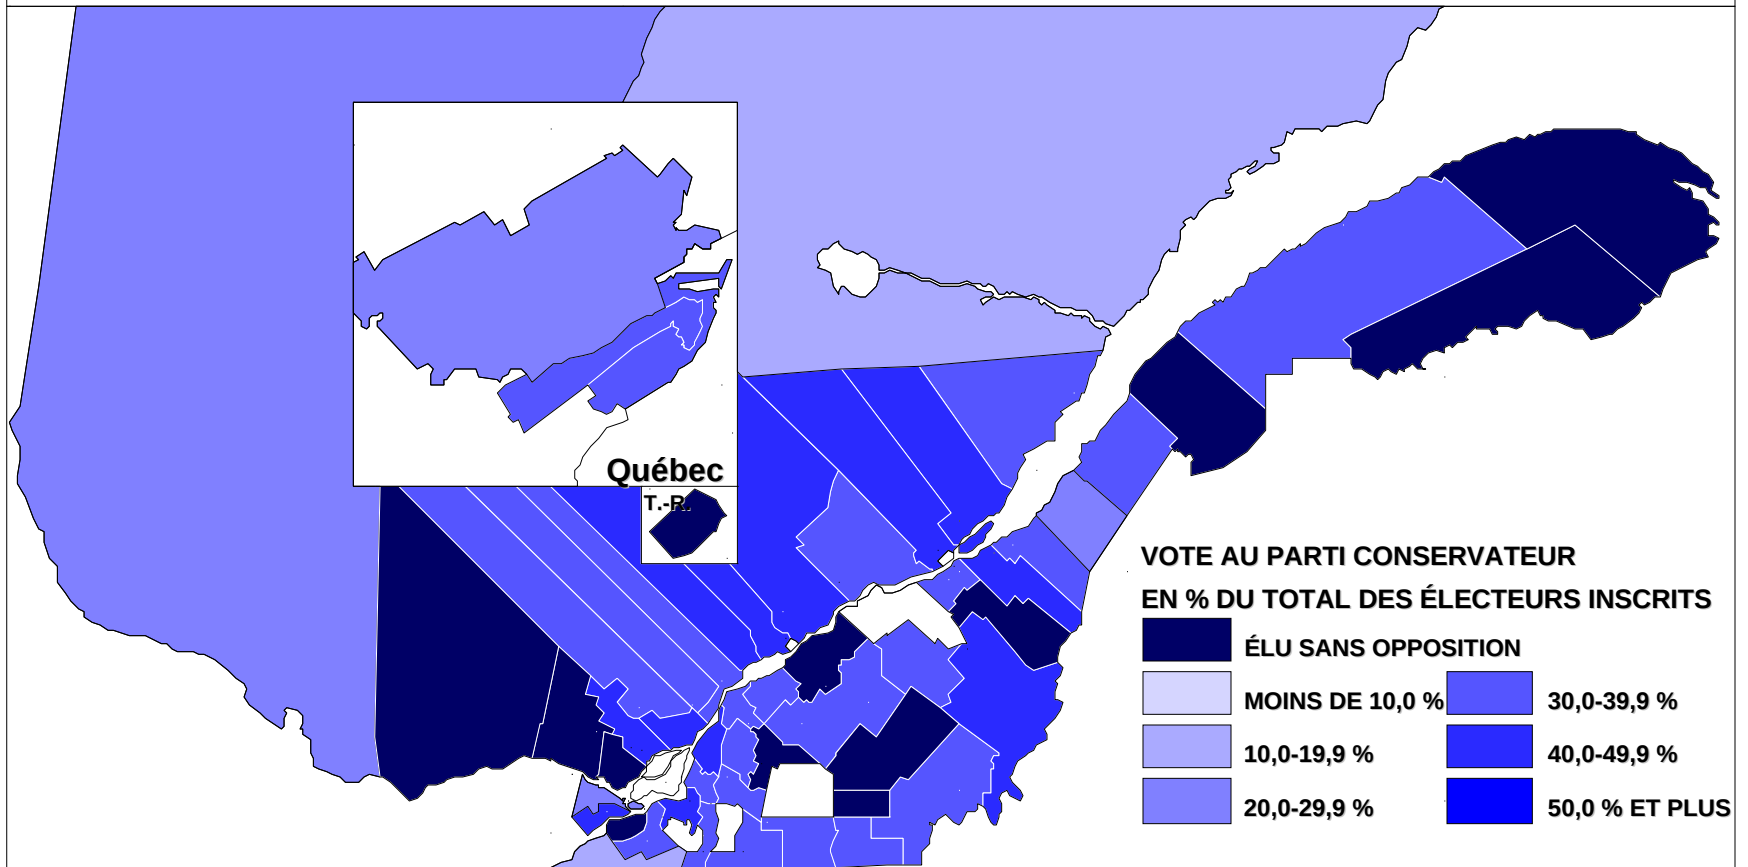 Québec
T.-R.
VOTE AU PARTI CONSERVATEUR
EN % DU TOTAL DES ÉLECTEURS INSCRITS
ÉLU SANS OPPOSITION
MOINS DE 10,0 %
30,0-39,9 %
10,0-19,9 %
40,0-49,9 %
20,0-29,9 %
50,0 % ET PLUS